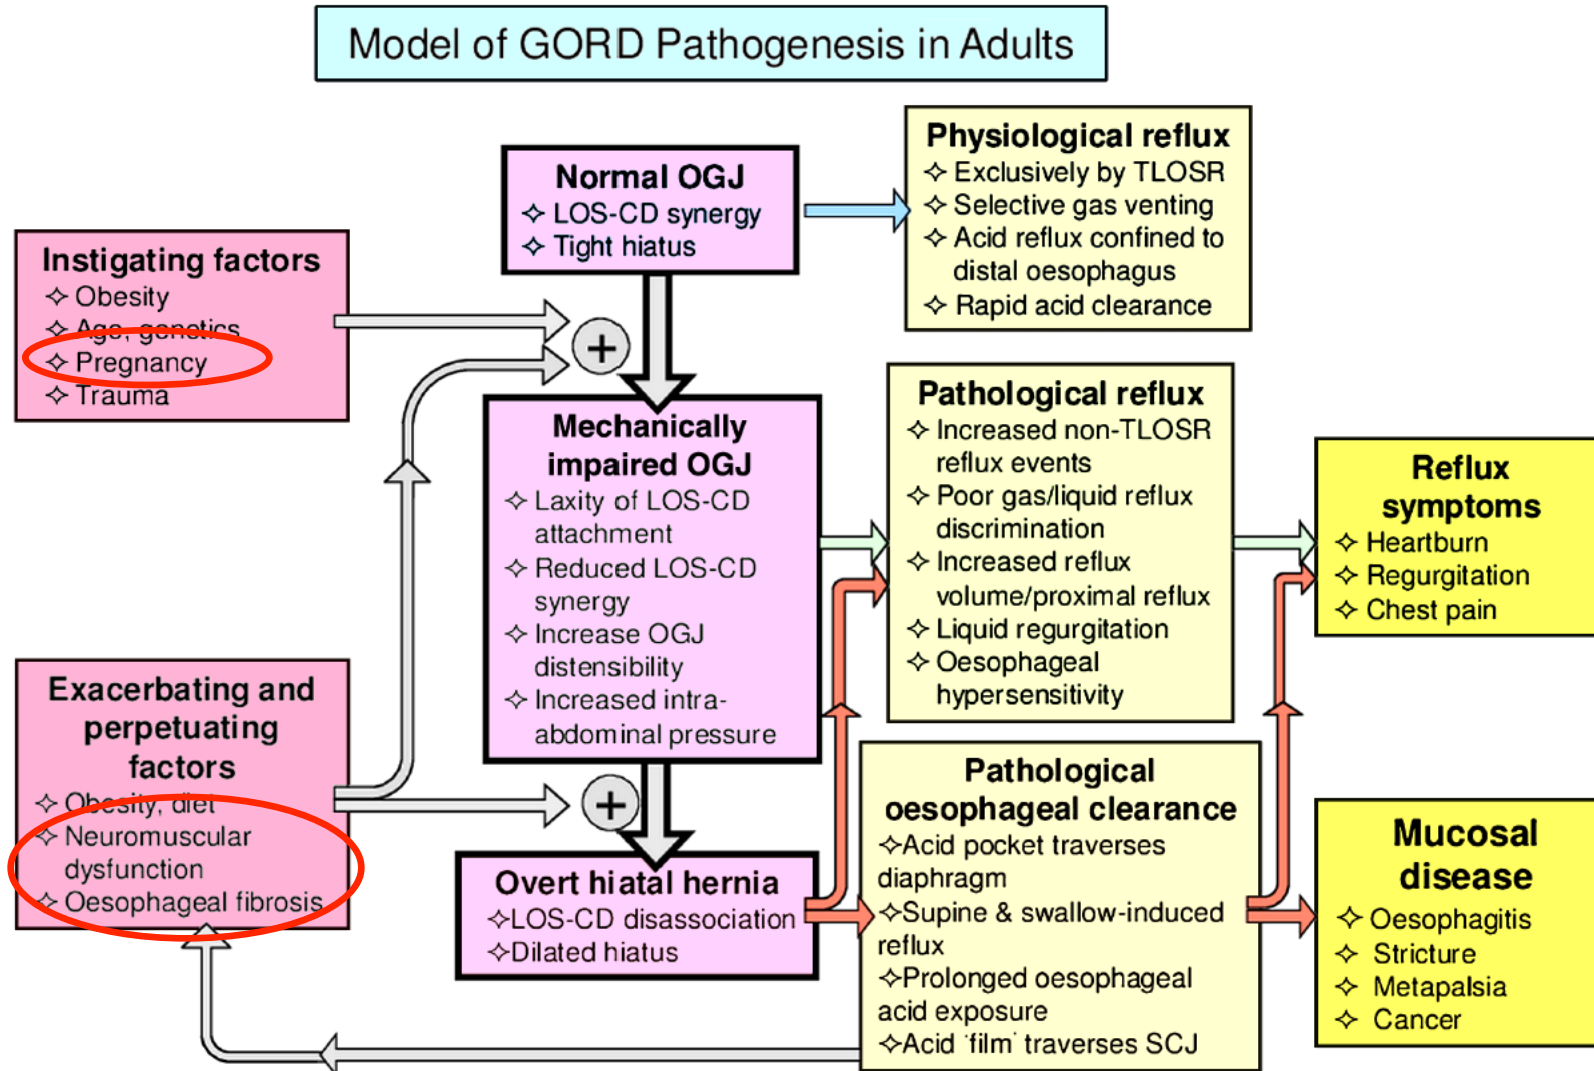 Model of GORD Pathogenesis in Adults
Physiological reflux
✧ Exclusively by TLOSR
✧ Selective gas venting
✧ Acid reflux confined to
distal oesophagus
✧ Rapid acid clearance
Normal OGJ
✧ LOS-CD synergy
✧ Tight hiatus
Instigating factors
✧ Obesity
✧ Age, genetics
✧ Pregnancy
✧ Trauma
+
Mechanically
impaired OGJ
✧ Laxity of LOS-CD
attachment
✧ Reduced LOS-CD
synergy
✧ Increase OGJ
distensibility
✧ Increased intra-
abdominal pressure
Pathological reflux
✧ Increased non-TLOSR
reflux events
✧ Poor gas/liquid reflux
discrimination
✧ Increased reflux
volume/proximal reflux
✧ Liquid regurgitation
✧ Oesophageal
hypersensitivity
Reflux
symptoms
✧ Heartburn
✧ Regurgitation
✧ Chest pain
Exacerbating and
perpetuating
factors
✧ Obesity, diet
✧ Neuromuscular
dysfunction
✧ Oesophageal fibrosis
+
Overt hiatal hernia
✧LOS-CD disassociation
✧Dilated hiatus
Pathological
oesophageal clearance
✧Acid pocket traverses
diaphragm
✧Supine & swallow-induced
reflux
✧Prolonged oesophageal
acid exposure
✧Acid 'film' traverses SCJ
Mucosal
disease
✧ Oesophagitis
✧ Stricture
✧ Metapalsia
✧ Cancer